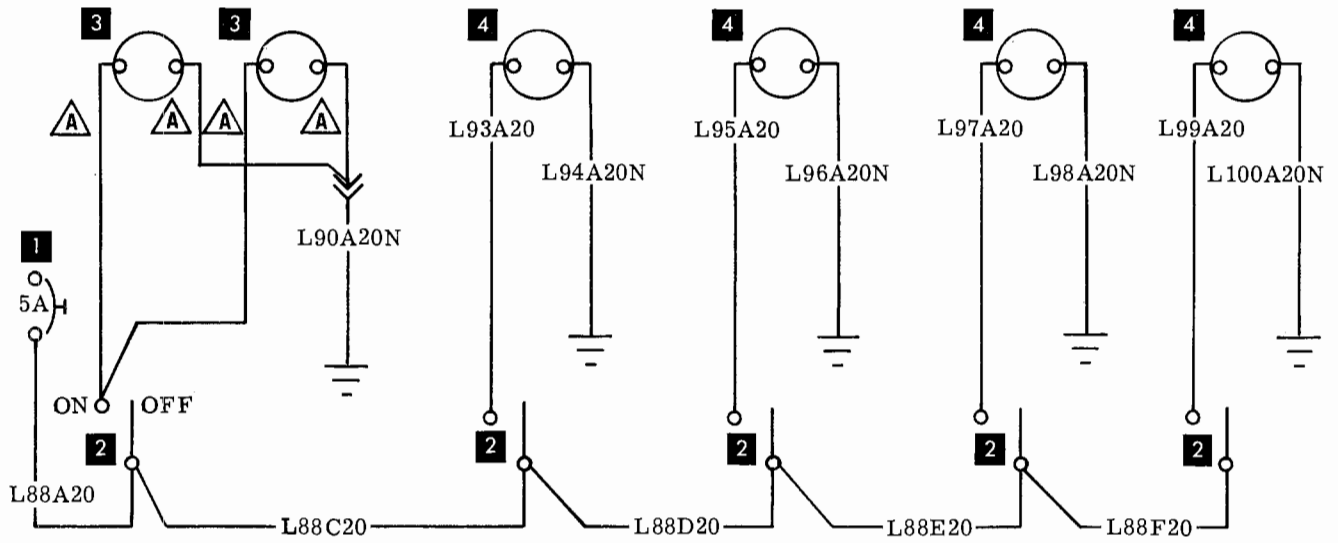 3 3 4 4 4 4
A A A A
L93A20 L95A20 L97A20 L99A20
L94A20N L96A20N L98A20N L100A20N
L90A20N
1
5A
ON OFF
2 2 2 2 2
L88A20
L88C20 L88D20 L88E20 L88F20